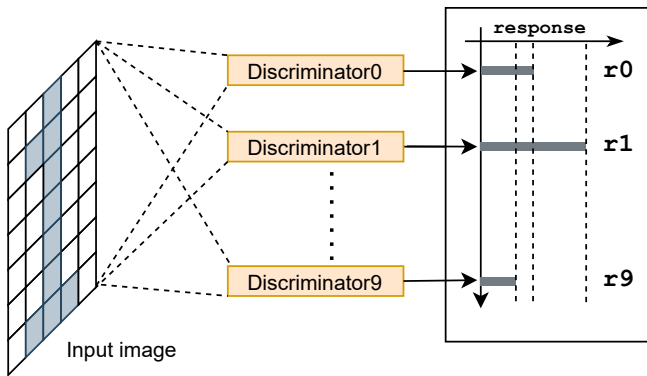 response
Discriminator0
r0
Discriminator1
r1
Discriminator9
r9
Input image